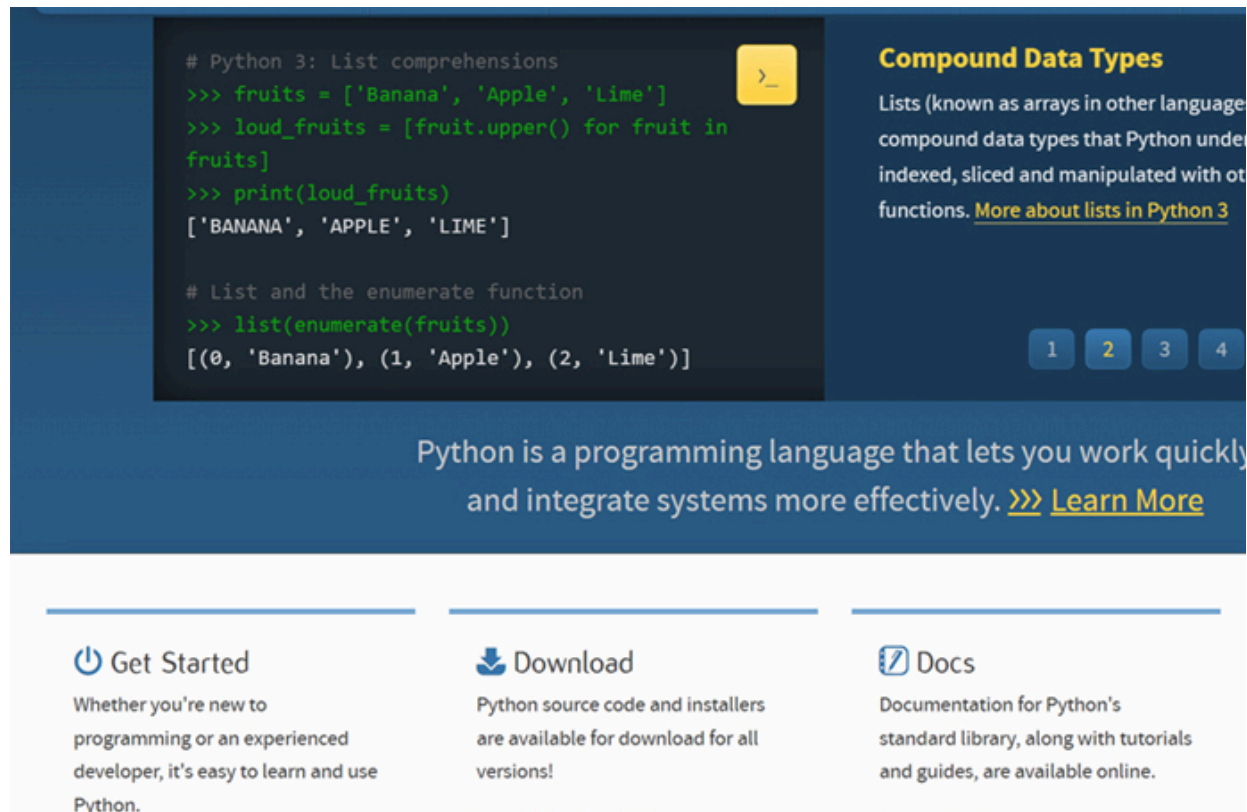 # Python 3: List comprehensions
>>> fruits = ['Banana', 'Apple', 'Lime']
>>> loud_fruits = [fruit.upper() for fruit in
fruits]
>>> print(loud_fruits)
['BANANA', 'APPLE', 'LIME']
# List and the enumerate function
>>> list(enumerate(fruits))
[(0, 'Banana'), (1, 'Apple'), (2, 'Lime')]
>_
Compound Data Types
Lists (known as arrays in other language
compound data types that Python under
indexed, sliced and manipulated with ot
functions. More about lists in Python 3
1 2 3 4
Python is a programming language that lets you work quickly
and integrate systems more effectively. >>> Learn More
Get Started
Whether you're new to
programming or an experienced
developer, it's easy to learn and use
Python.
Download
Python source code and installers
are available for download for all
versions!
Docs
Documentation for Python's
standard library, along with tutorials
and guides, are available online.